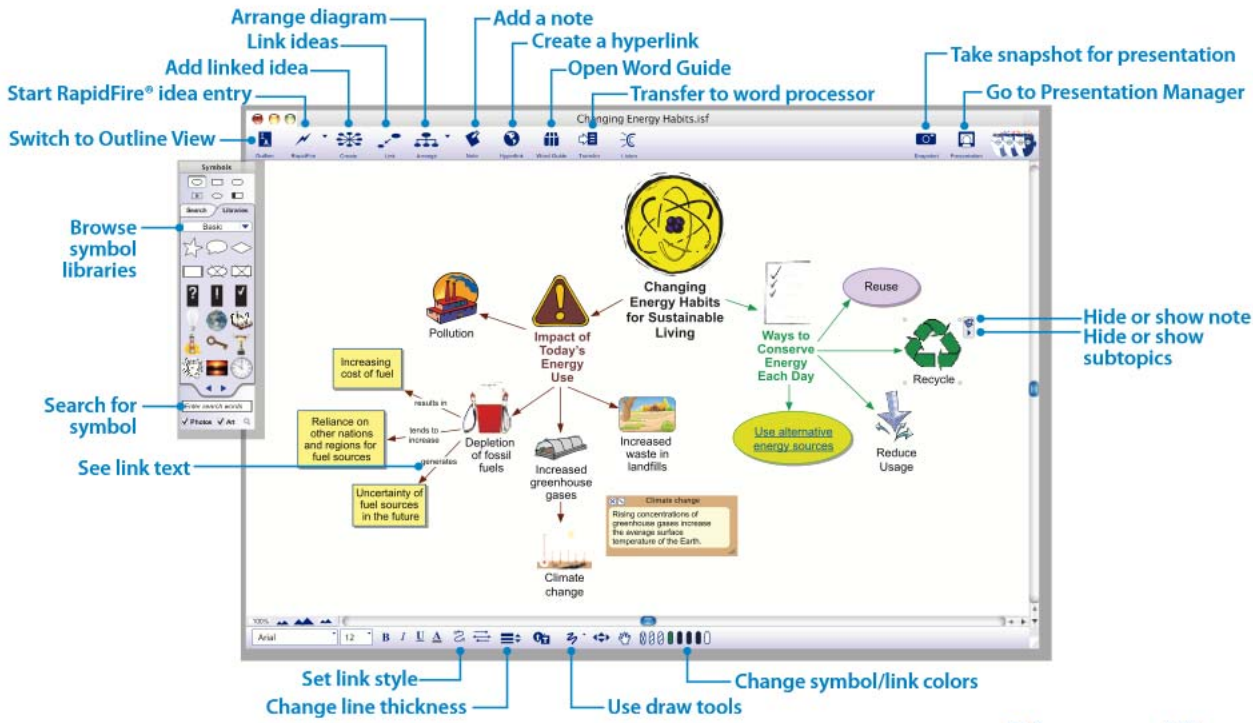 Arrange diagram
Add a note
Link ideas
Create a hyperlink
Take snapshot for presentation
Add linked idea
Open Word Guide
Start RapidFire® idea entry
Transfer to word processor
Go to Presentation Manager
Changing Energy Habits.isf
Switch to Outline View
Outline
RapidFire
Create
Link
Arrange
Note
Hyperlink
Word Guide
Transfer
Listen
Snapshot
Presentation
Symbols
Search
Libraries
Basic
Browse
symbol
libraries
Enter search words
Photos
Art
Search for
symbol
Changing
Energy Habits
for Sustainable
Living
Pollution
Impact of
Today's
Energy
Use
Ways to
Conserve
Energy
Each Day
Reuse
Recycle
Hide or show note
Hide or show
subtopics
Increasing
cost of fuel
results in
Reliance on
other nations
and regions for
fuel sources
tends to
increase
Depletion
of fossil
fuels
See link text
generates
Uncertainty of
fuel sources
in the future
Increased
greenhouse
gases
Increased
waste in
landfills
Use alternative
energy sources
Reduce
Usage
Climate change
Rising concentrations of
greenhouse gases increase
the average surface
temperature of the Earth.
Climate
change
100%
Arial
12
B I U A
Set link style
Change symbol/link colors
Change line thickness
Use draw tools